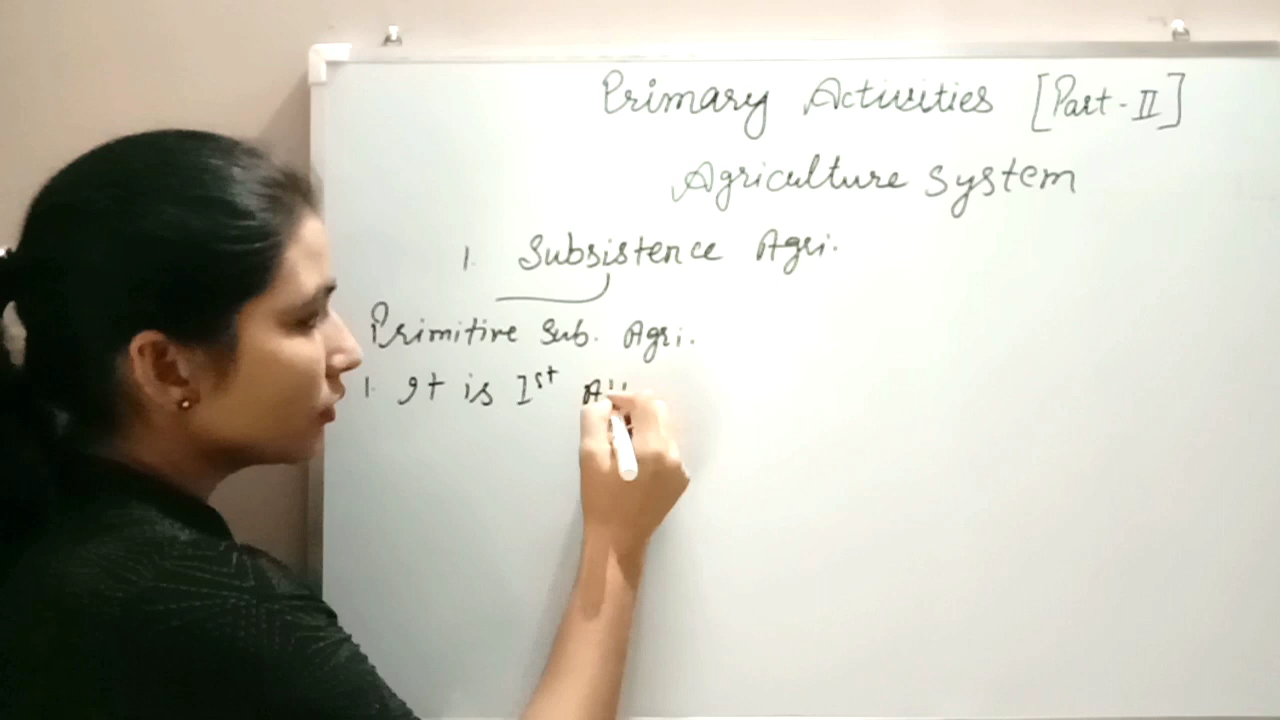 Primary Activities [Part-II]
Agriculture system
1. Subsistence Agri.
Primitive Sub. Agri.
1. It is Ist